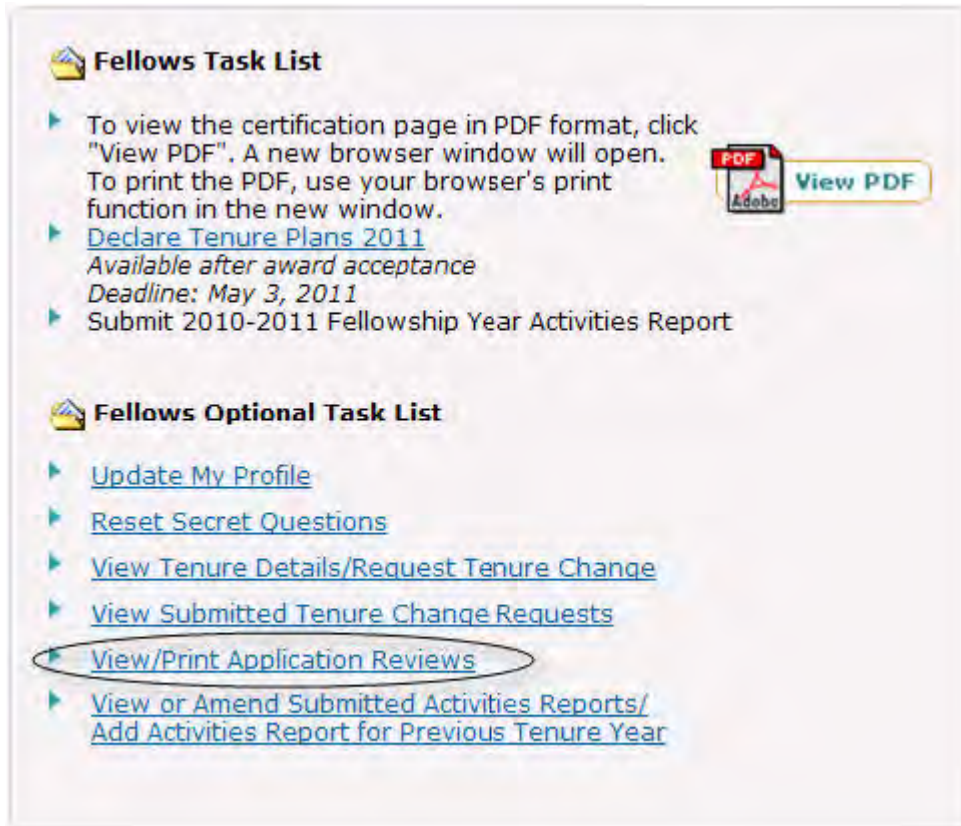 Fellows Task List
To view the certification page in PDF format, click
"View PDF". A new browser window will open.
To print the PDF, use your browser's print
function in the new window.
PDF
Adobe
View PDF
Declare Tenure Plans 2011
Available after award acceptance
Deadline: May 3, 2011
Submit 2010-2011 Fellowship Year Activities Report
Fellows Optional Task List
Update My Profile
Reset Secret Questions
View Tenure Details/Request Tenure Change
View Submitted Tenure Change Requests
View/Print Application Reviews
View or Amend Submitted Activities Reports/
Add Activities Report for Previous Tenure Year